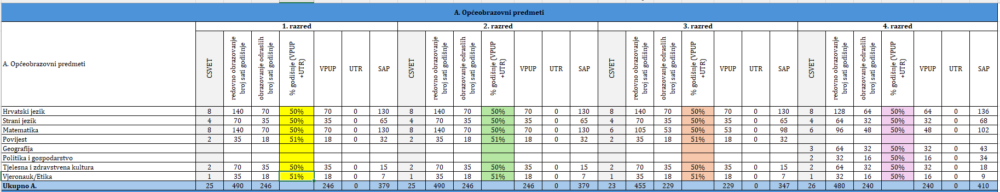 A. Općeobrazovni predmeti
1. razred 2. razred 3. razred 4. razred
A. Općeobrazovni predmeti CSVET redovno obrazovanje broj sati godišnje obrazovanje odraslih broj sati godišnje % godišnje (VPUP +UTR) VPUP UTR SAP CSVET redovno obrazovanje broj sati godišnje obrazovanje odraslih broj sati godišnje % godišnje (VPUP +UTR) VPUP UTR SAP CSVET redovno obrazovanje broj sati godišnje obrazovanje odraslih broj sati godišnje % godišnje (VPUP +UTR) VPUP UTR SAP CSVET redovno obrazovanje broj sati godišnje obrazovanje odraslih broj sati godišnje % godišnje (VPUP +UTR) VPUP UTR SAP
Hrvatski jezik 8 140 70 50% 70 0 130 8 140 70 50% 70 0 130 8 140 70 50% 70 0 130 8 128 64 50% 64 0 136
Strani jezik 4 70 35 50% 35 0 65 4 70 35 50% 35 0 65 4 70 35 50% 35 0 65 4 64 32 50% 32 0 68
Matematika 8 140 70 50% 70 0 130 8 140 70 50% 70 0 130 6 105 53 50% 53 0 98 6 96 48 50% 48 0 102
Povijest 2 35 18 51% 18 0 32 2 35 18 51% 18 0 32 2 35 18 51% 18 0 32
Geografija 3 64 32 50% 32 0 43
Politika i gospodarstvo 2 32 16 50% 16 0 34
Tjelesna i zdravstvena kultura 2 70 35 50% 35 0 15 2 70 35 50% 35 0 15 2 70 35 50% 35 0 15 2 64 32 50% 32 0 18
Vjeronauk/Etika 1 35 18 51% 18 0 7 1 35 18 51% 18 0 7 1 35 18 51% 18 0 7 1 32 16 50% 16 0 9
Ukupno A. 25 490 246 246 0 379 25 490 246 246 0 379 23 455 229 229 0 347 26 480 240 240 0 410